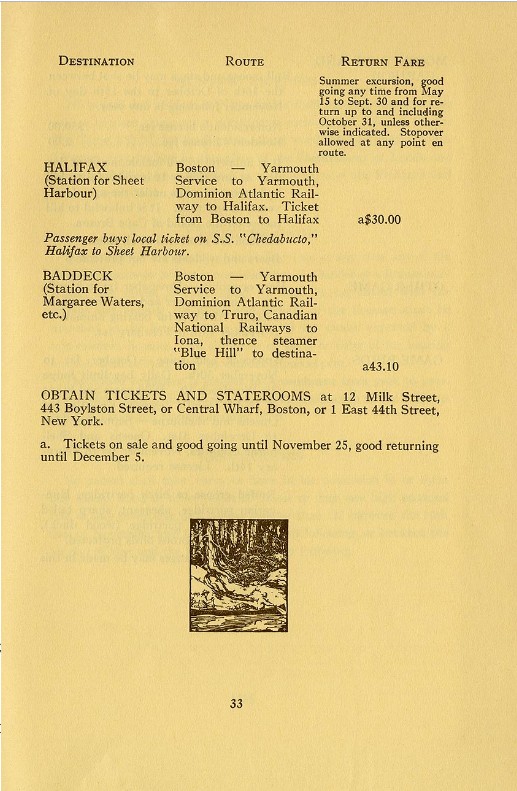 DESTINATION ROUTE RETURN FARE
Summer excursion, good
going any time from May
15 to Sept. 30 and for re-
turn up to and including
October 31, unless other-
wise indicated. Stopover
allowed at any point en
route.
HALIFAX Boston — Yarmouth
(Station for Sheet Service to Yarmouth,
Harbour) Dominion Atlantic Rail-
way to Halifax. Ticket
from Boston to Halifax a$30.00
Passenger buys local ticket on S.S. "Chedabucto,"
Halifax to Sheet Harbour.
BADDECK Boston — Yarmouth
(Station for Service to Yarmouth,
Margaree Waters, Dominion Atlantic Rail-
etc.) way to Truro, Canadian
National Railways to
Iona, thence steamer
"Blue Hill" to destina-
tion a43.10
OBTAIN TICKETS AND STATEROOMS at 12 Milk Street,
443 Boylston Street, or Central Wharf, Boston, or 1 East 44th Street,
New York.
a. Tickets on sale and good going until November 25, good returning
until December 5.
33